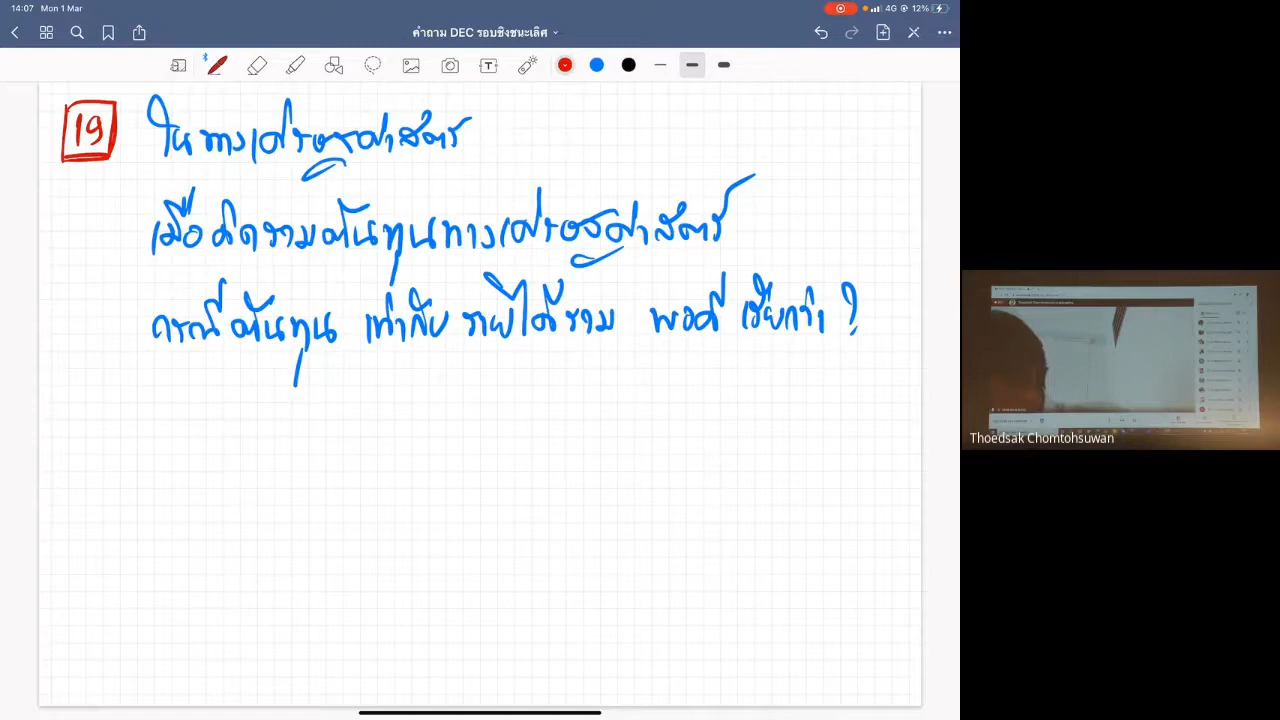 14:07 Mon 1 Mar
4G 12%
คำถาม DEC รอบชิงชนะเลิศ
T
19
ในทางเศรษฐศาสตร์
เมื่อคิดรวมต้นทุนทางเศรษฐศาสตร์
กรณีต้นทุน เท่ากับ รายได้รวม พอดี เรียกว่า ?
Thoedsak Chomtohsuwan